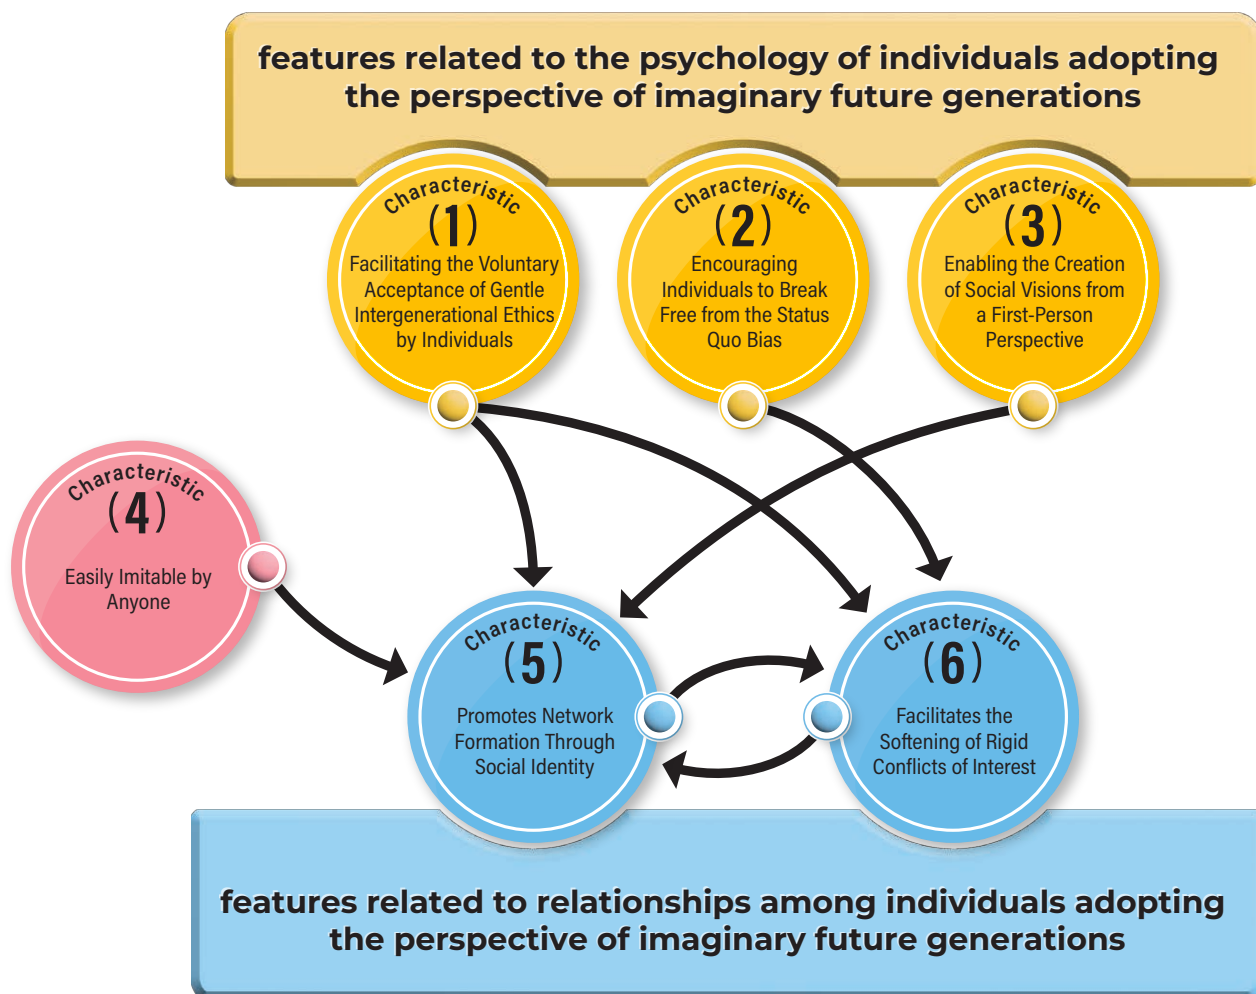 features related to the psychology of individuals adopting
the perspective of imaginary future generations
Characteristic
(1)
Facilitating the Voluntary
Acceptance of Gentle
Intergenerational Ethics
by Individuals
Characteristic
(2)
Encouraging
Individuals to Break
Free from the Status
Quo Bias
Characteristic
(3)
Enabling the Creation
of Social Visions from
a First-Person
Perspective
Characteristic
(4)
Easily Imitable by
Anyone
Characteristic
(5)
Promotes Network
Formation Through
Social Identity
Characteristic
(6)
Facilitates the
Softening of Rigid
Conflicts of Interest
features related to relationships among individuals adopting
the perspective of imaginary future generations